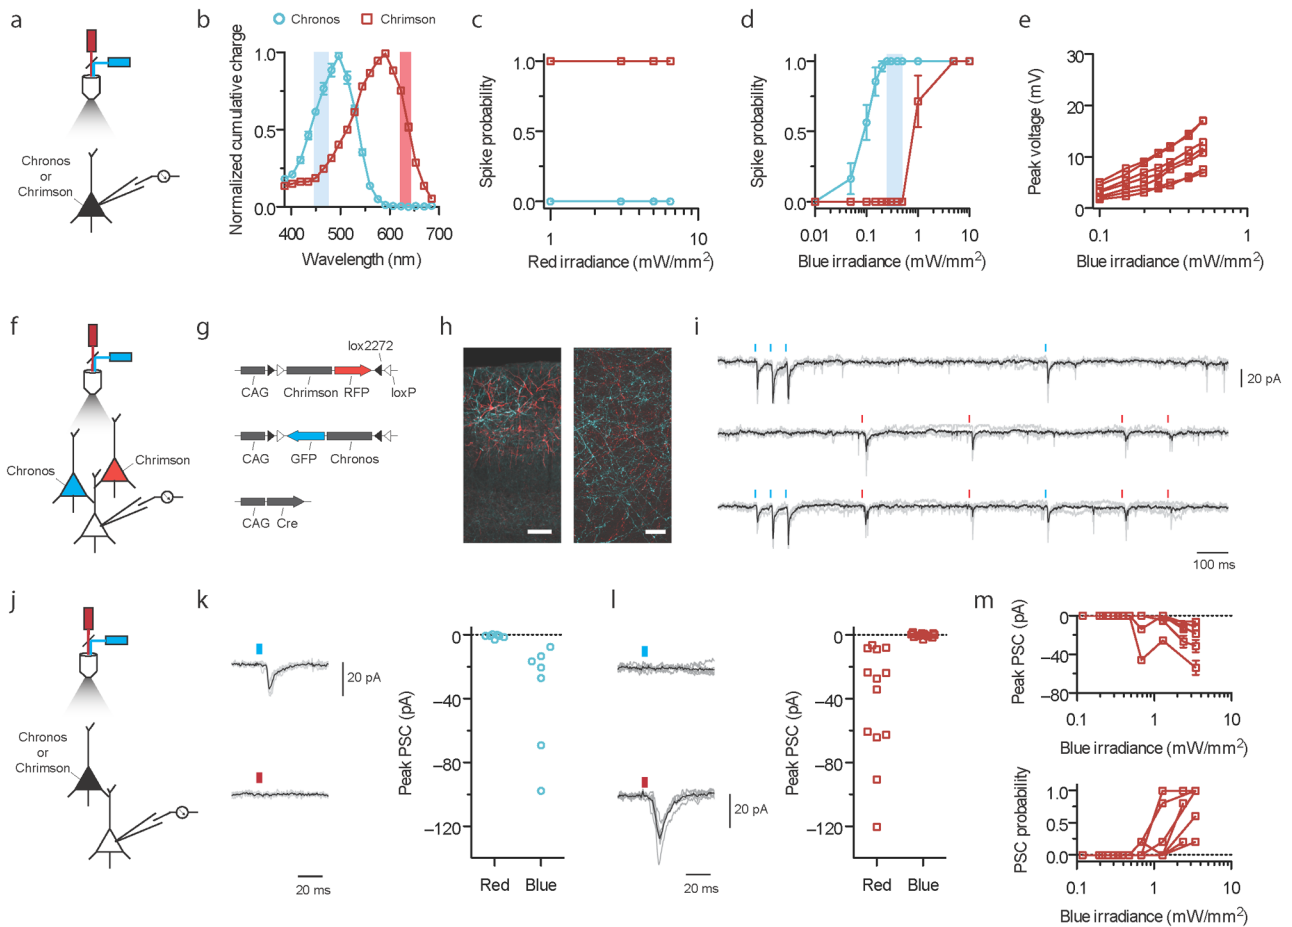 a
Chronos
or
Chrimson
b
Chronos
Chrimson
Normalized cumulative charge
1.0
0.5
0.0
400
500
600
700
Wavelength (nm)
c
Spike probability
1.0
0.5
0.0
1
10
Red irradiance (mW/mm²)
d
Spike probability
1.0
0.5
0.0
0.01
0.1
1
10
Blue irradiance (mW/mm²)
e
Peak voltage (mV)
30
20
10
0
0.1
1
Blue irradiance (mW/mm²)
f
Chronos
Chrimson
g
lox2272
CAG
Chrimson
RFP
loxP
CAG
GFP
Chronos
CAG
Cre
h
i
20 pA
100 ms
j
Chronos
or
Chrimson
k
20 pA
20 ms
Peak PSC (pA)
0
−40
−80
−120
Red
Blue
l
20 pA
20 ms
Peak PSC (pA)
0
−40
−80
−120
Red
Blue
m
Peak PSC (pA)
0
−40
−80
0.1
1
10
Blue irradiance (mW/mm²)
PSC probability
1.0
0.5
0.0
0.1
1
10
Blue irradiance (mW/mm²)